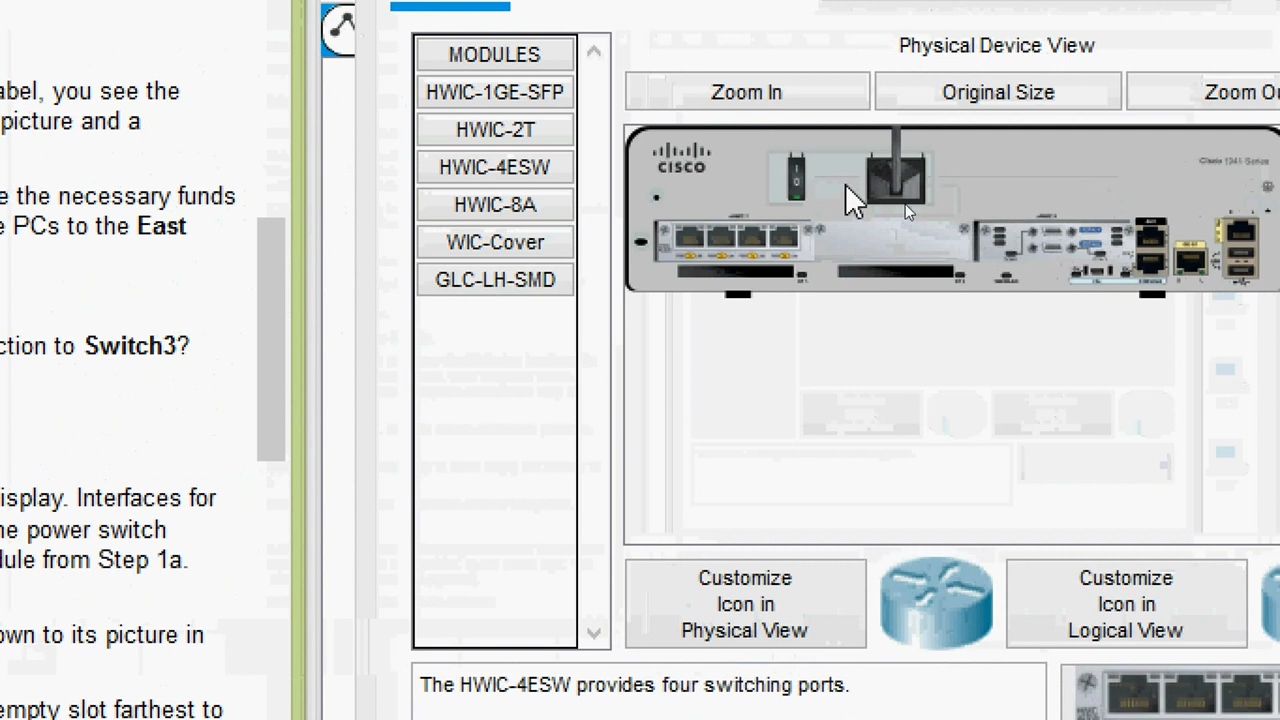 abel, you see the
picture and a
e the necessary funds
e PCs to the East
ction to Switch3?
isplay. Interfaces for
ne power switch
dule from Step 1a.
own to its picture in
empty slot farthest to
MODULES
HWIC-1GE-SFP
HWIC-2T
HWIC-4ESW
HWIC-8A
WIC-Cover
GLC-LH-SMD
Physical Device View
Zoom In
Original Size
Zoom Ou
CISCO
Cisco 1941 Series
Customize
Icon in
Physical View
Customize
Icon in
Logical View
The HWIC-4ESW provides four switching ports.